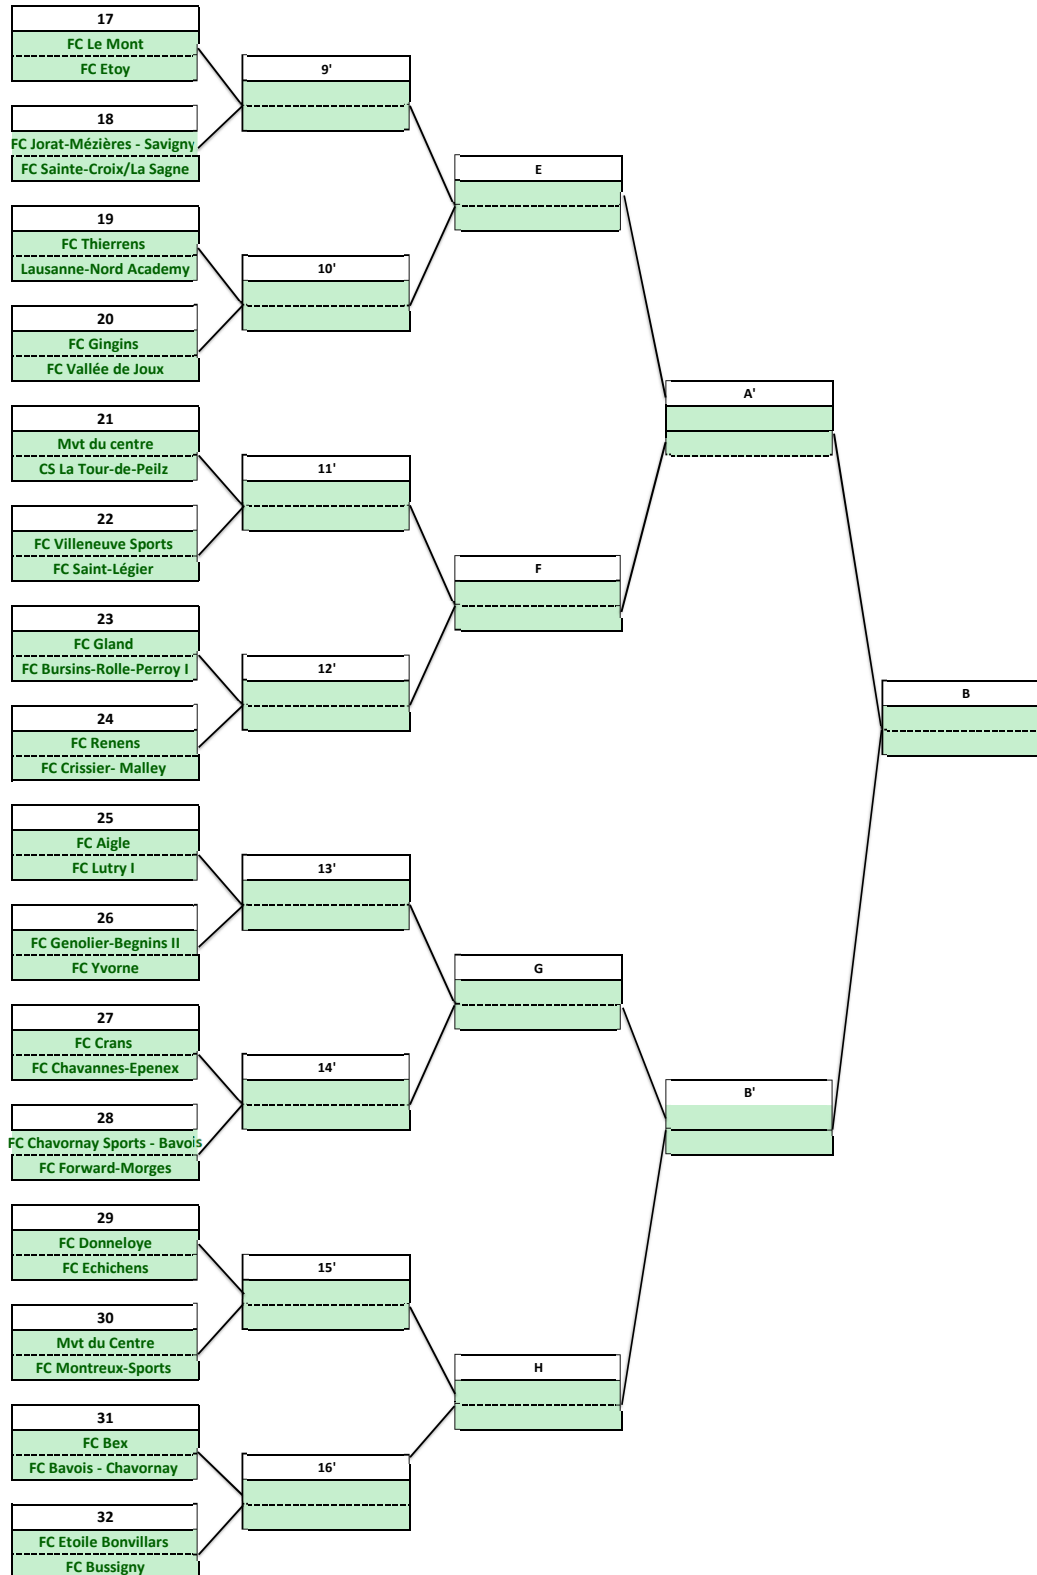 17
FC Le Mont
FC Etoy
9'
18
FC Jorat-Mézières - Savigny
FC Sainte-Croix/La Sagne
E
19
FC Thierrens
Lausanne-Nord Academy
10'
20
FC Gingins
FC Vallée de Joux
A'
21
Mvt du centre
CS La Tour-de-Peilz
11'
22
FC Villeneuve Sports
FC Saint-Légier
F
23
FC Gland
FC Bursins-Rolle-Perroy I
12'
B
24
FC Renens
FC Crissier- Malley
25
FC Aigle
FC Lutry I
13'
26
FC Genolier-Begnins II
FC Yvorne
G
27
FC Crans
FC Chavannes-Epenex
14'
B'
28
FC Chavornay Sports - Bavois
FC Forward-Morges
29
FC Donneloye
FC Echichens
15'
30
Mvt du Centre
FC Montreux-Sports
H
31
FC Bex
FC Bavois - Chavornay
16'
32
FC Etoile Bonvillars
FC Bussigny